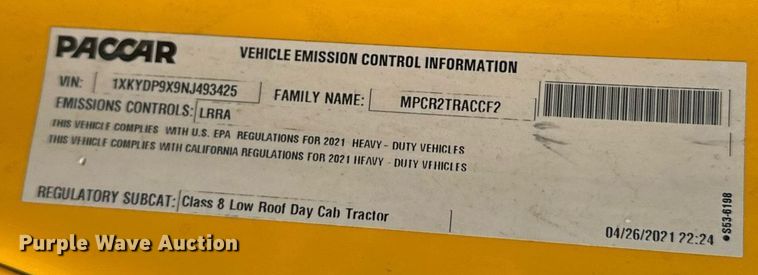 PACCAR VEHICLE EMISSION CONTROL INFORMATION
VIN: 1XKYDP9X9NJ493425 FAMILY NAME: MPCR2TRACCF2
EMISSIONS CONTROLS: LRRA
THIS VEHICLE COMPLIES WITH U.S. EPA REGULATIONS FOR 2021 HEAVY - DUTY VEHICLES
THIS VEHICLE COMPLIES WITH CALIFORNIA REGULATIONS FOR 2021 HEAVY - DUTY VEHICLES
REGULATORY SUBCAT: Class 8 Low Roof Day Cab Tractor
04/26/2021 22:24
S53-6198
Purple Wave Auction